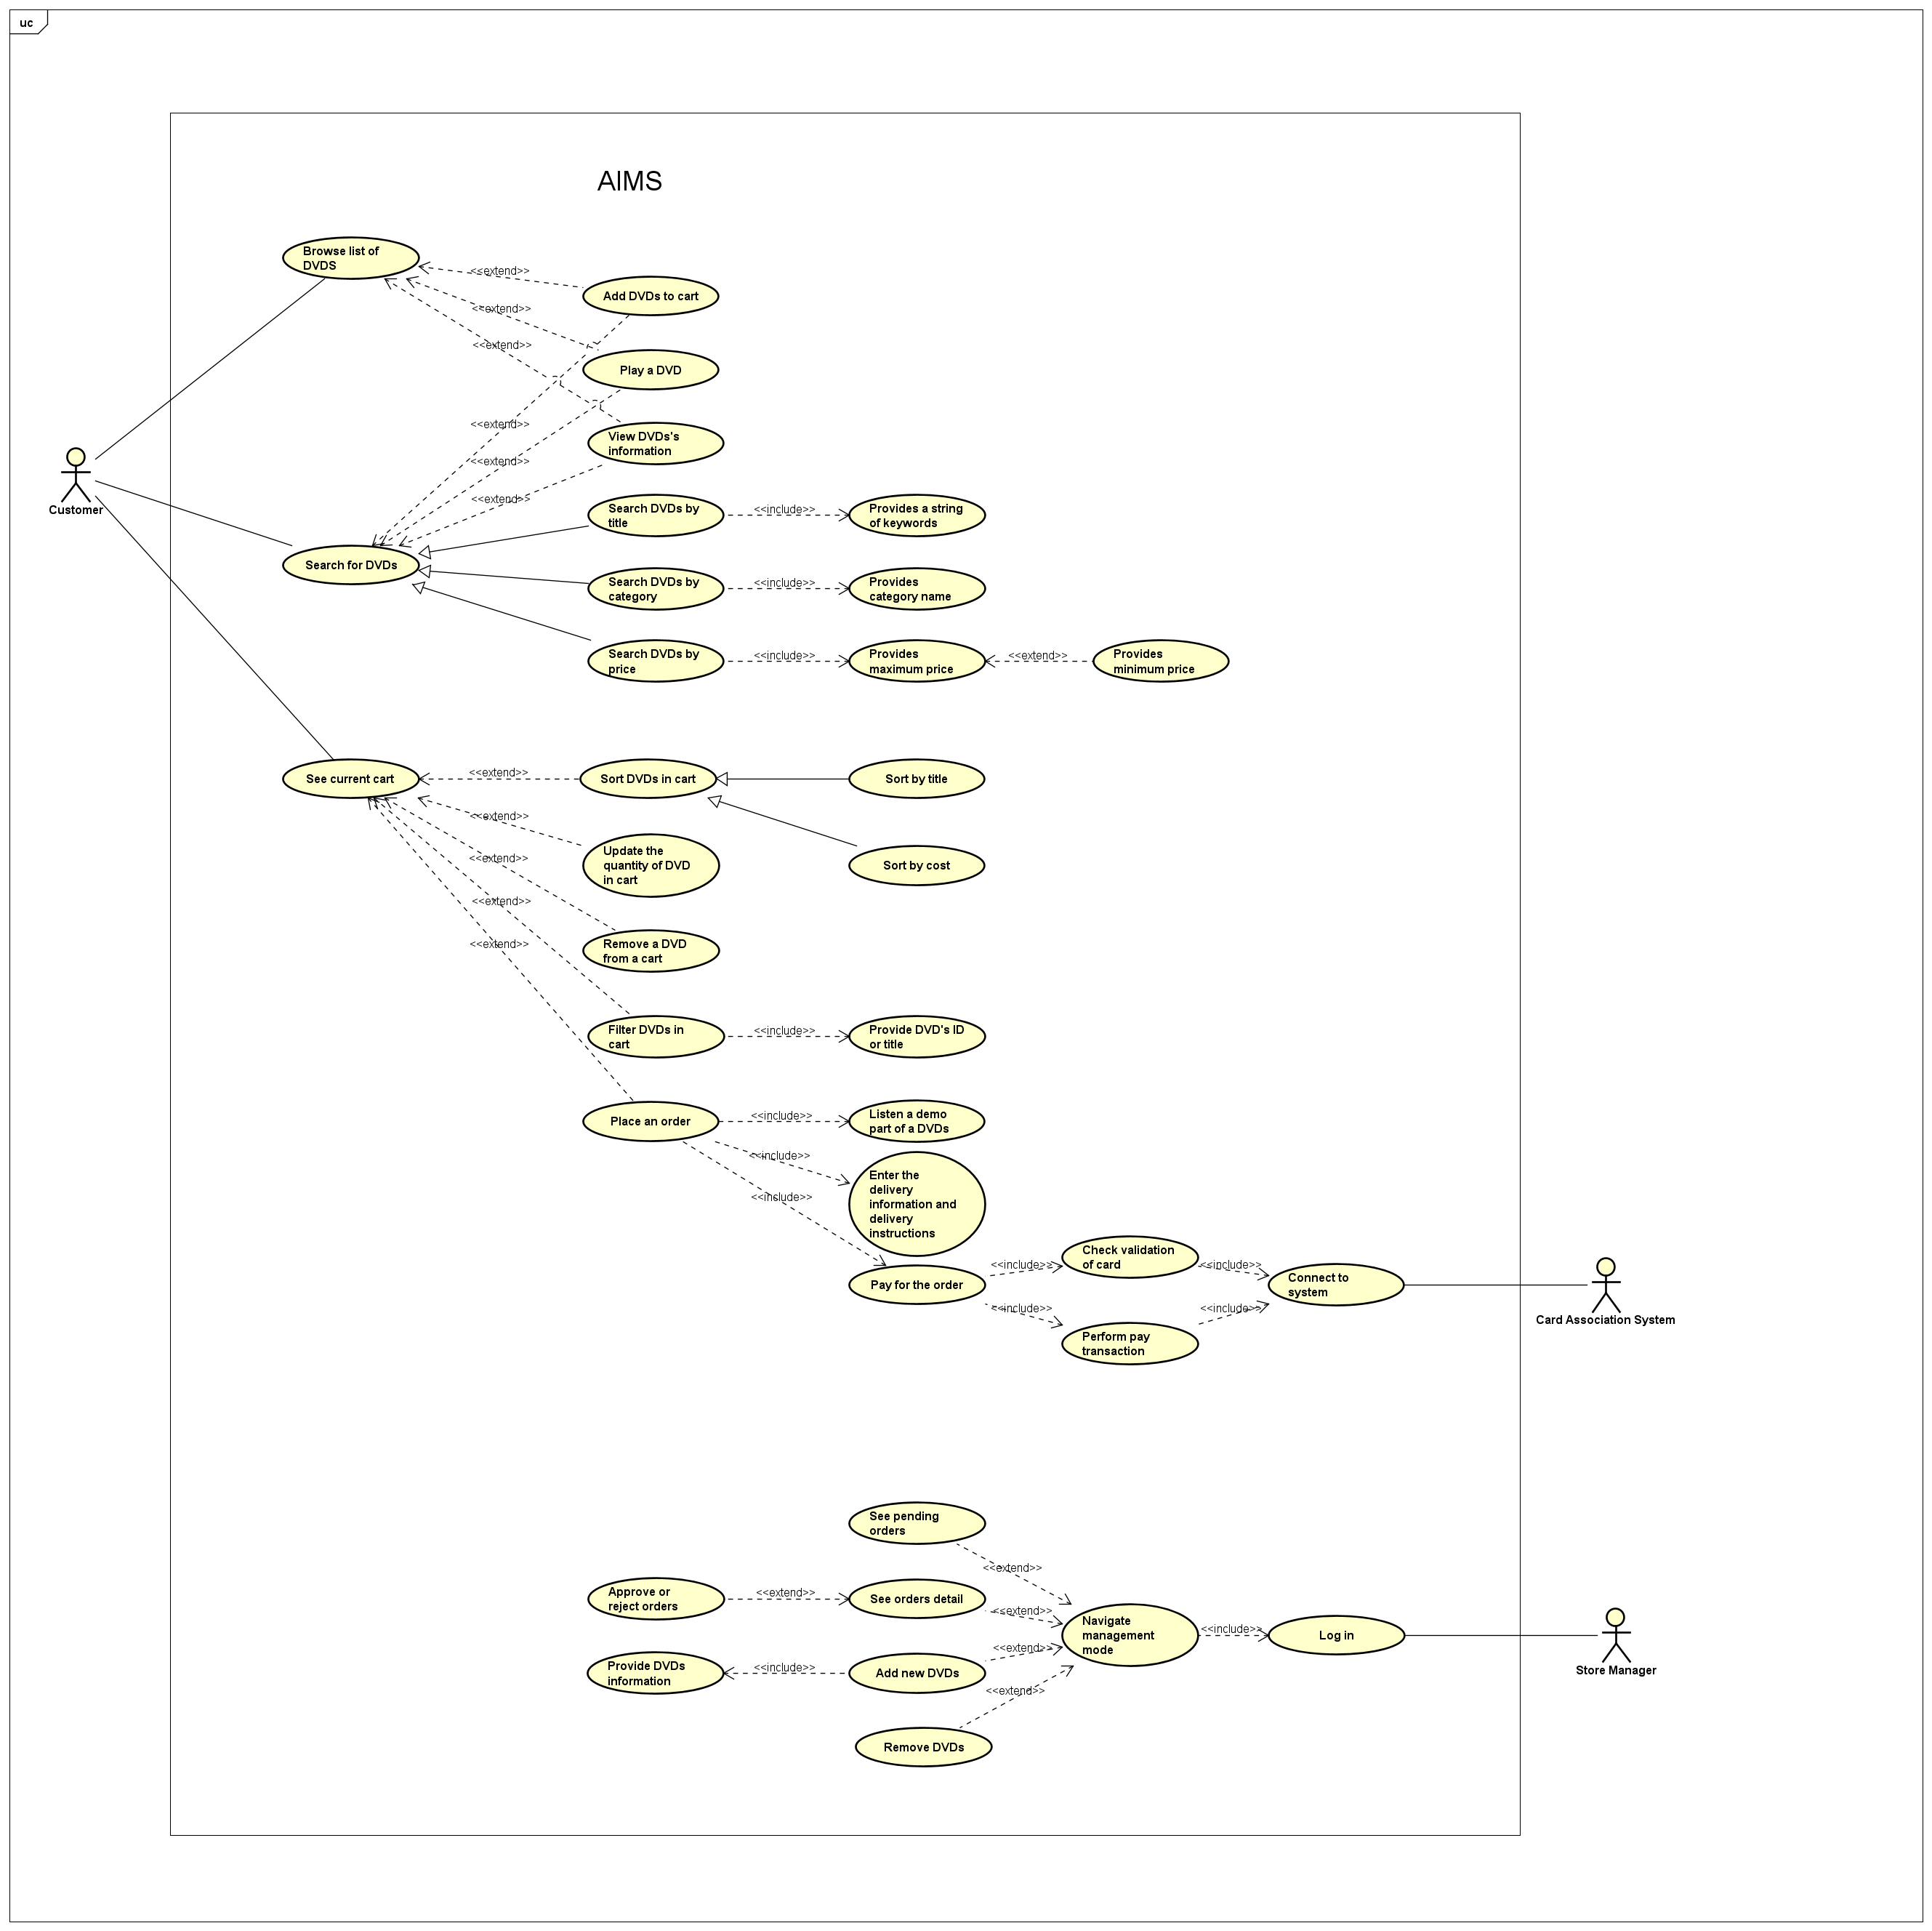 uc
AIMS
Browse list of
DVDS
<<extend>>
Add DVDs to cart
<<extend>>
<<extend>>
Play a DVD
<<extend>>
View DVDs's
information
<<extend>>
<<extend>>
Customer
Search DVDs by
title
<<include>>
Provides a string
of keywords
Search for DVDs
Search DVDs by
category
<<include>>
Provides
category name
Search DVDs by
price
<<include>>
Provides
maximum price
<<extend>>
Provides
minimum price
See current cart
<<extend>>
Sort DVDs in cart
Sort by title
<<extend>>
Update the
quantity of DVD
in cart
<<extend>>
Sort by cost
<<extend>>
<<extend>>
Remove a DVD
from a cart
Filter DVDs in
cart
<<include>>
Provide DVD's ID
or title
Place an order
<<include>>
Listen a demo
part of a DVDs
<<include>>
Enter the
delivery
information and
delivery
instructions
<<include>>
Pay for the order
<<include>>
Check validation
of card
<<include>>
Connect to
system
<<include>>
Perform pay
transaction
<<include>>
Card Association System
See pending
orders
<<extend>>
Approve or
reject orders
<<extend>>
See orders detail
<<extend>>
Navigate
management
mode
<<include>>
Log in
Provide DVDs
information
<<include>>
Add new DVDs
<<extend>>
<<extend>>
Remove DVDs
Store Manager